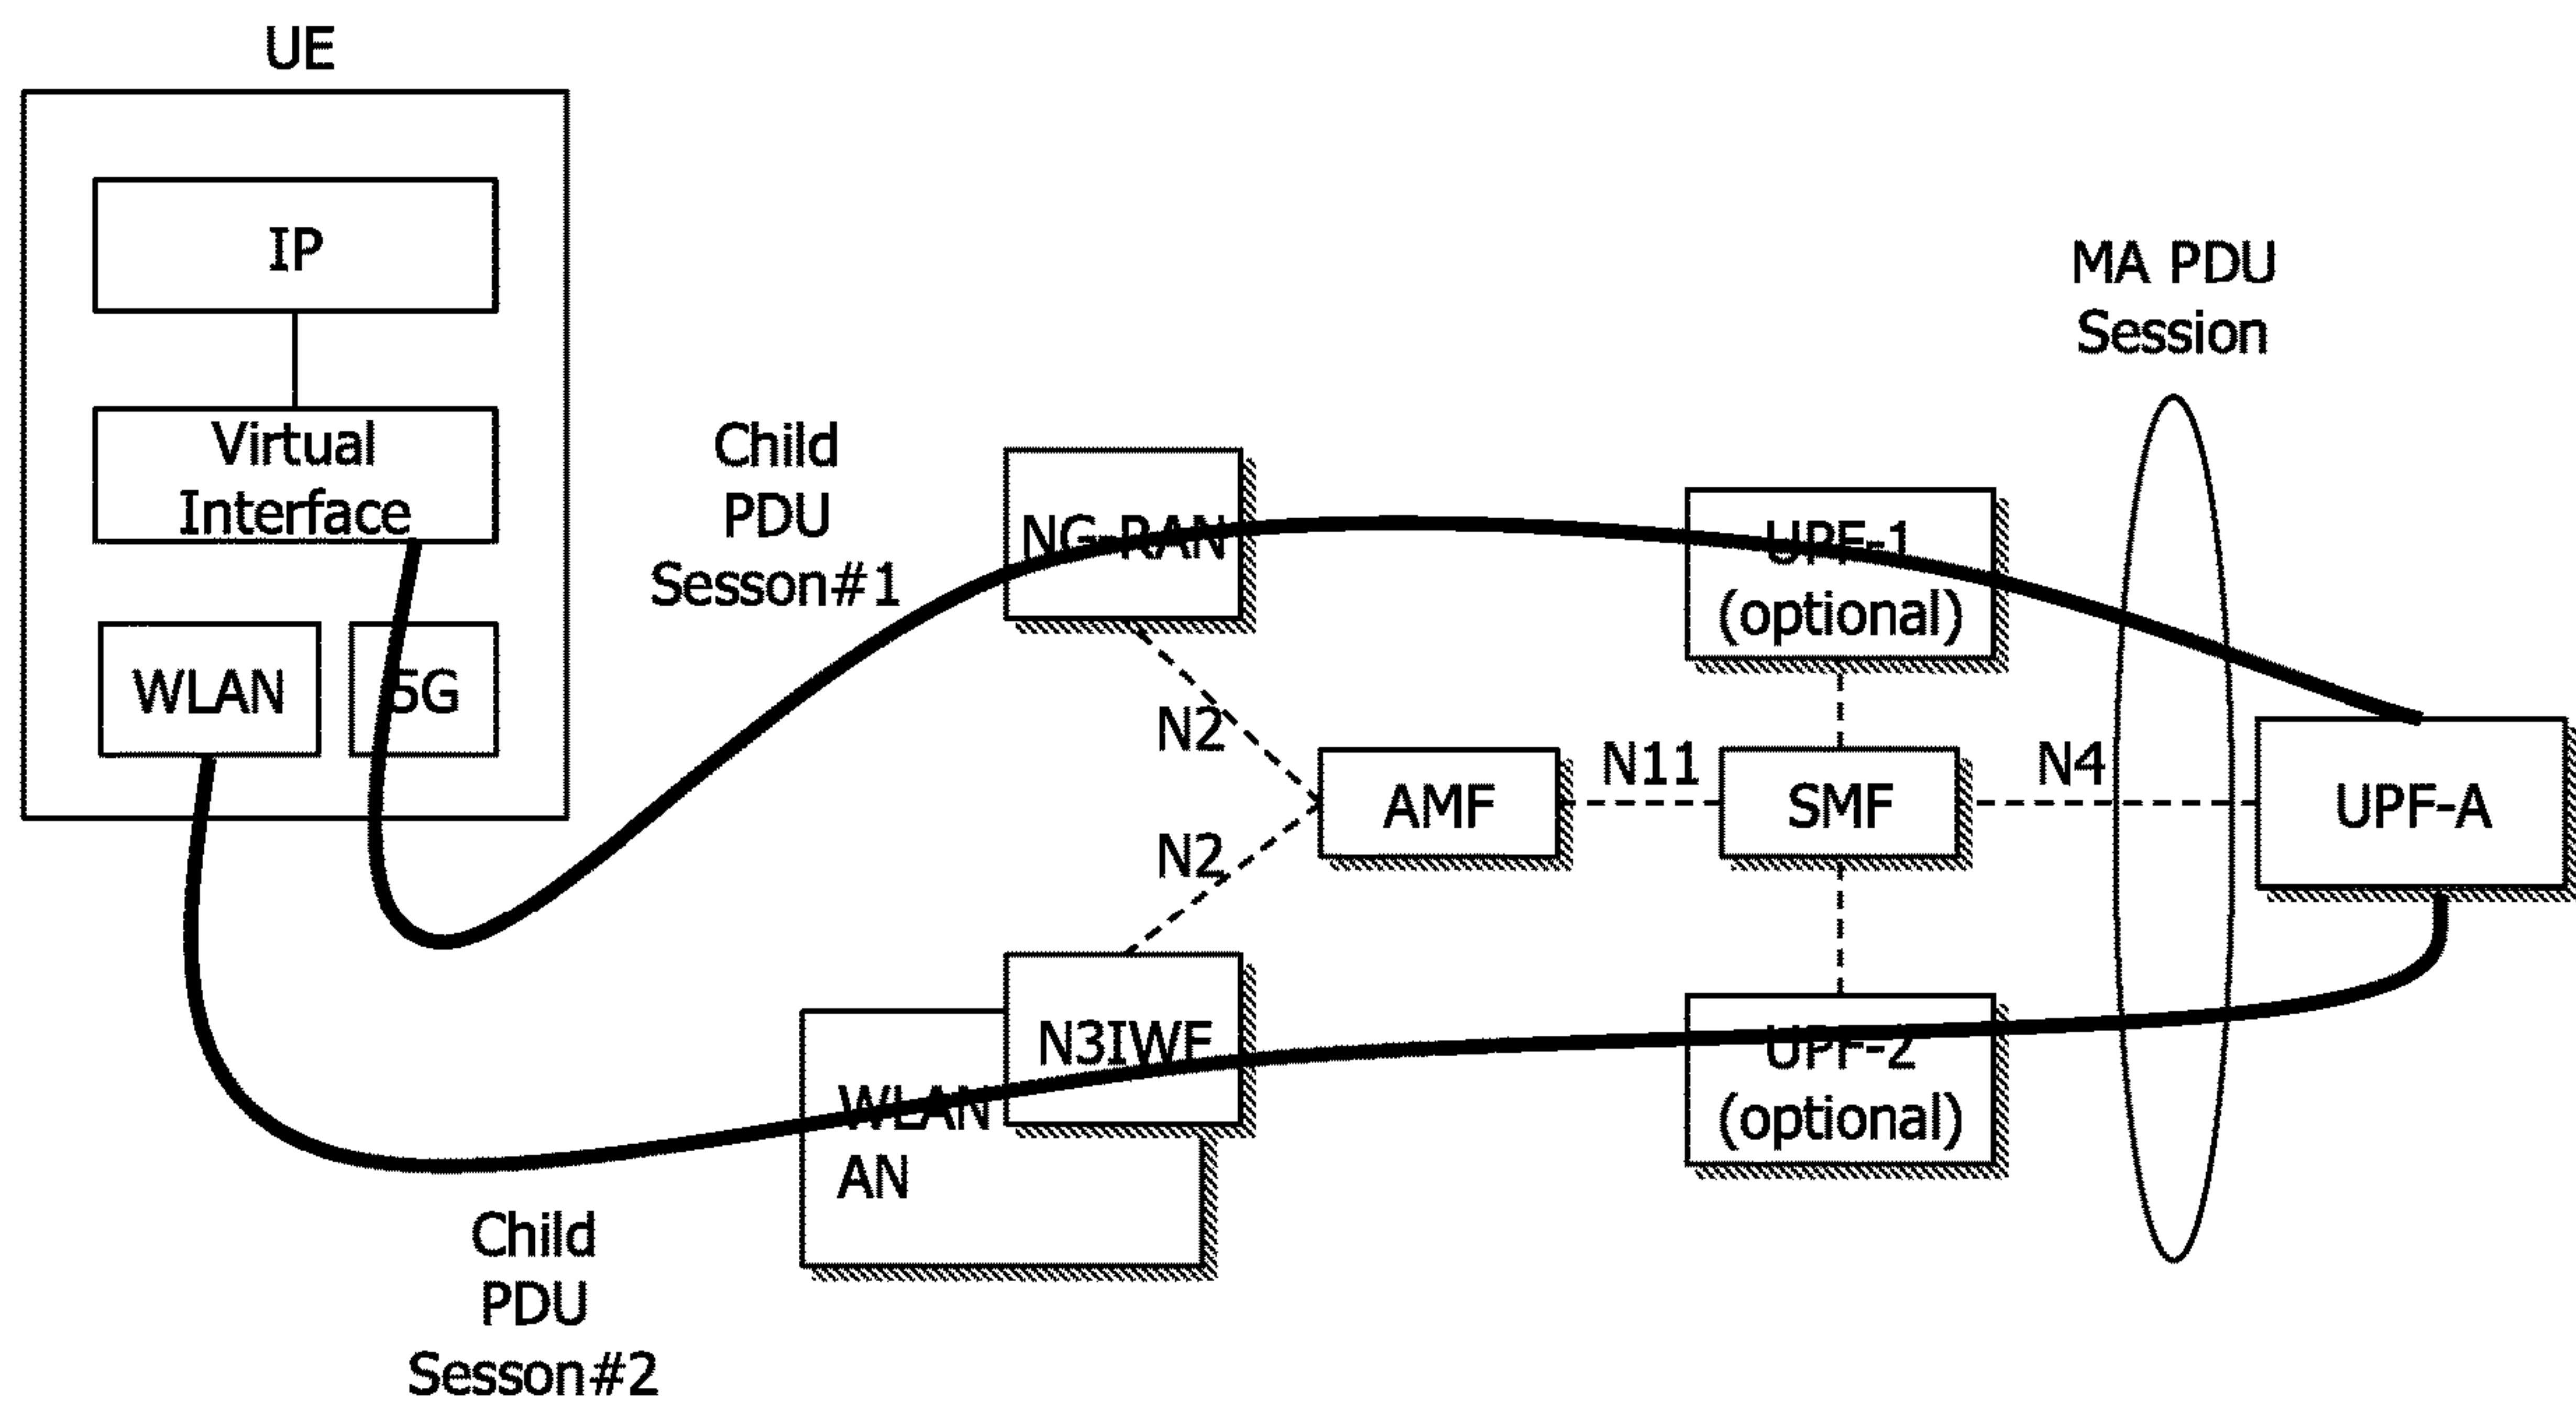 UE
IP
Virtual
Interface
WLAN
5G
Child
PDU
Sesson#1
NG-RAN
UPF-1
(optional)
MA PDU
Session
N2
N2
AMF
N11
SMF
N4
UPF-A
N3IWF
WLAN
AN
UPF-2
(optional)
Child
PDU
Sesson#2